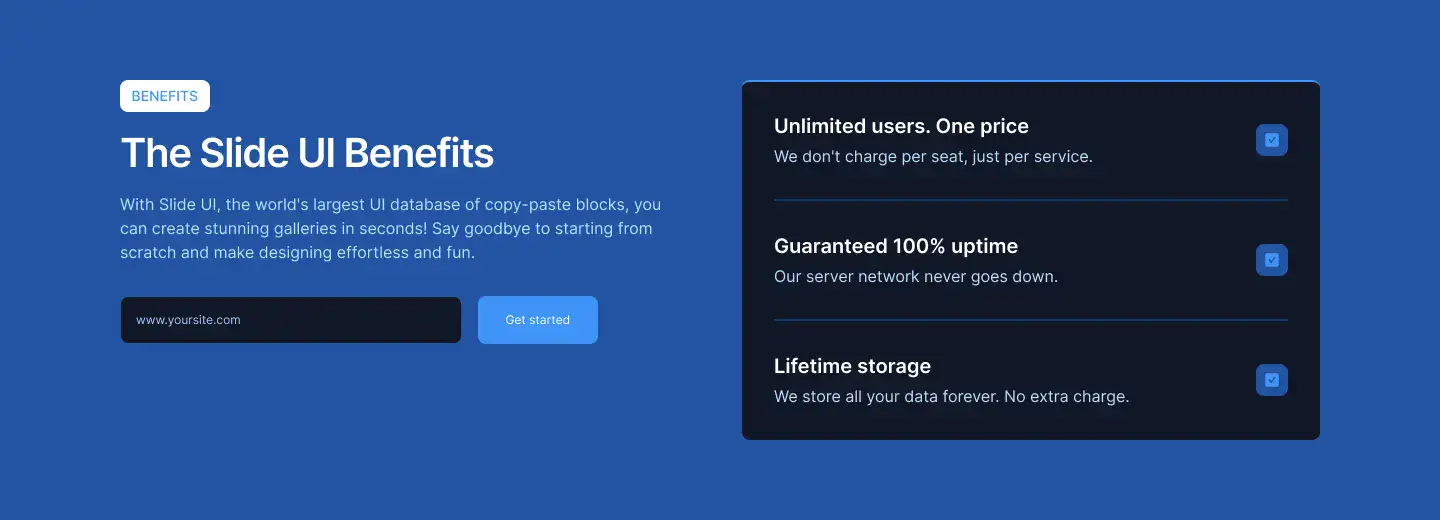 BENEFITS
The Slide UI Benefits
With Slide UI, the world's largest UI database of copy-paste blocks, you
can create stunning galleries in seconds! Say goodbye to starting from
scratch and make designing effortless and fun.
www.yoursite.com
Get started
Unlimited users. One price
We don't charge per seat, just per service.
Guaranteed 100% uptime
Our server network never goes down.
Lifetime storage
We store all your data forever. No extra charge.